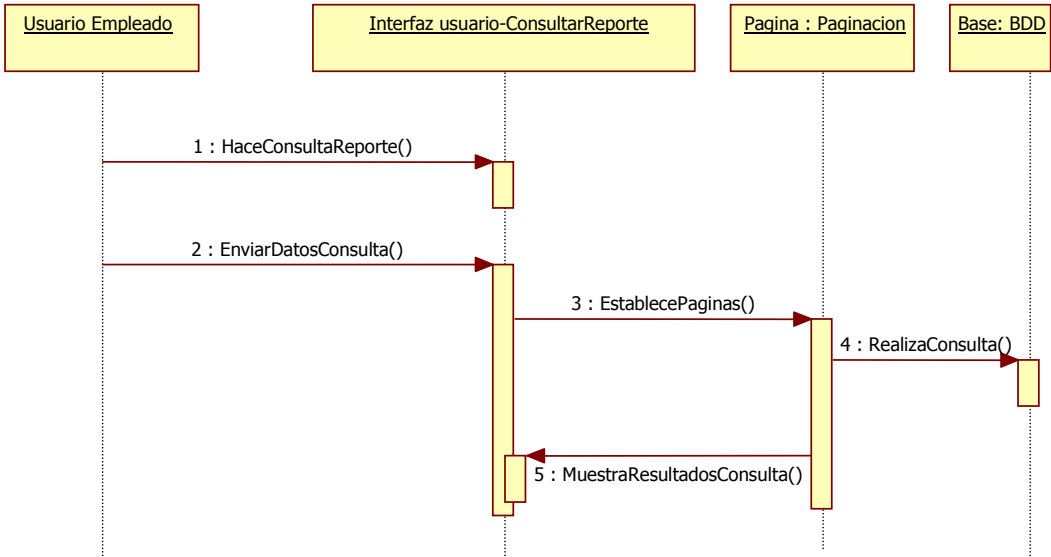 Usuario Empleado
Interfaz usuario-ConsultarReporte
Pagina : Paginacion
Base: BDD
1 : HaceConsultaReporte()
2 : EnviarDatosConsulta()
3 : EstablecePaginas()
4 : RealizaConsulta()
5 : MuestraResultadosConsulta()